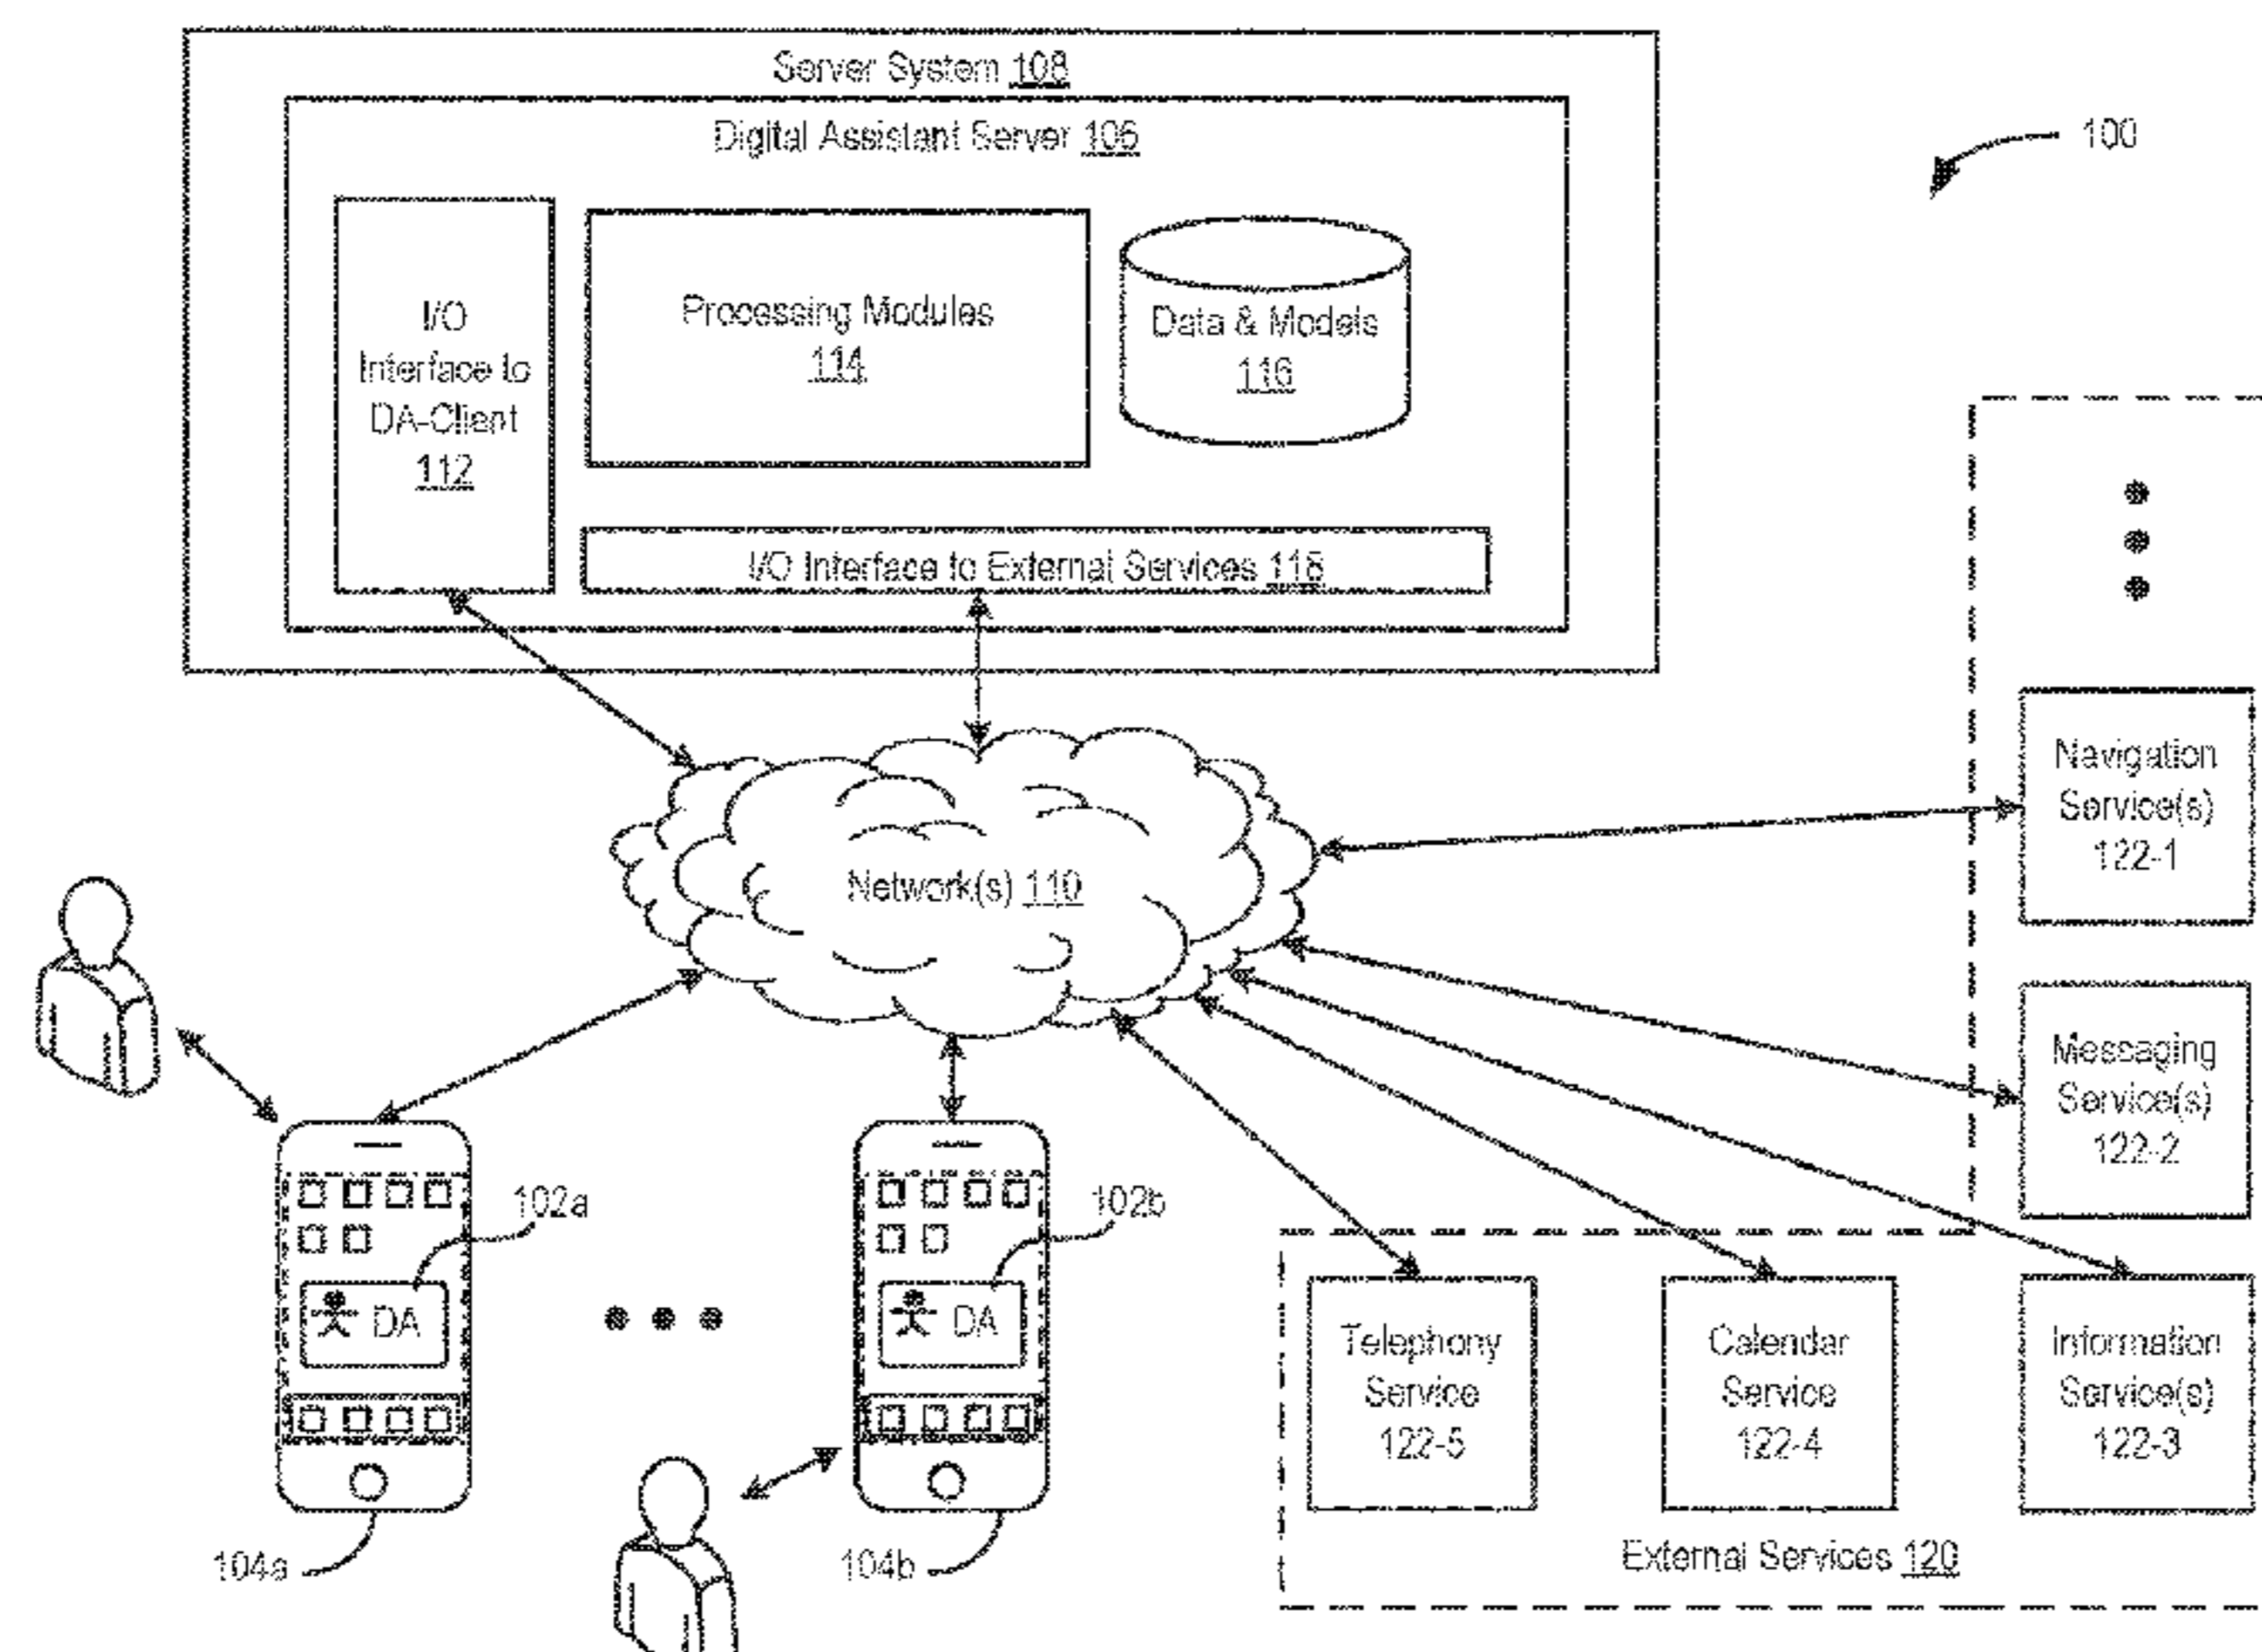 Server System 108
Digital Assistant Server 106
100
I/O
Interface to
DA-Client
112
Processing Modules
114
Data & Models
116
I/O Interface to External Services 118
Network(s) 110
Navigation
Service(s)
122-1
Messaging
Service(s)
122-2
102a
DA
104a
102b
DA
104b
Telephony
Service
122-5
Calendar
Service
122-4
Information
Service(s)
122-3
External Services 120